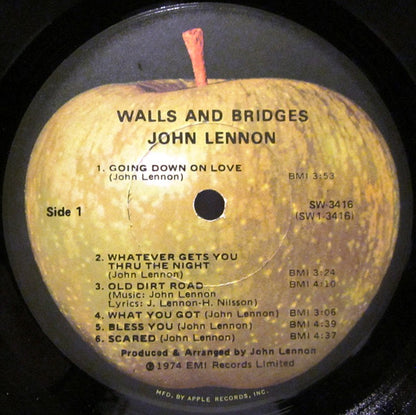 WALLS AND BRIDGES
JOHN LENNON
1. GOING DOWN ON LOVE
(John Lennon) BMI 3:53
Side 1
SW-3416
(SW1-3416)
2. WHATEVER GETS YOU
THRU THE NIGHT
(John Lennon) BMI 3:24
3. OLD DIRT ROAD BMI 4:10
(Music: John Lennon
Lyrics: J. Lennon-H. Nilsson)
4. WHAT YOU GOT (John Lennon) BMI 3:06
5. BLESS YOU (John Lennon) BMI 4:39
6. SCARED (John Lennon) BMI 4:37
Produced & Arranged by John Lennon
℗1974 EMI Records Limited
MFD. BY APPLE RECORDS, INC.